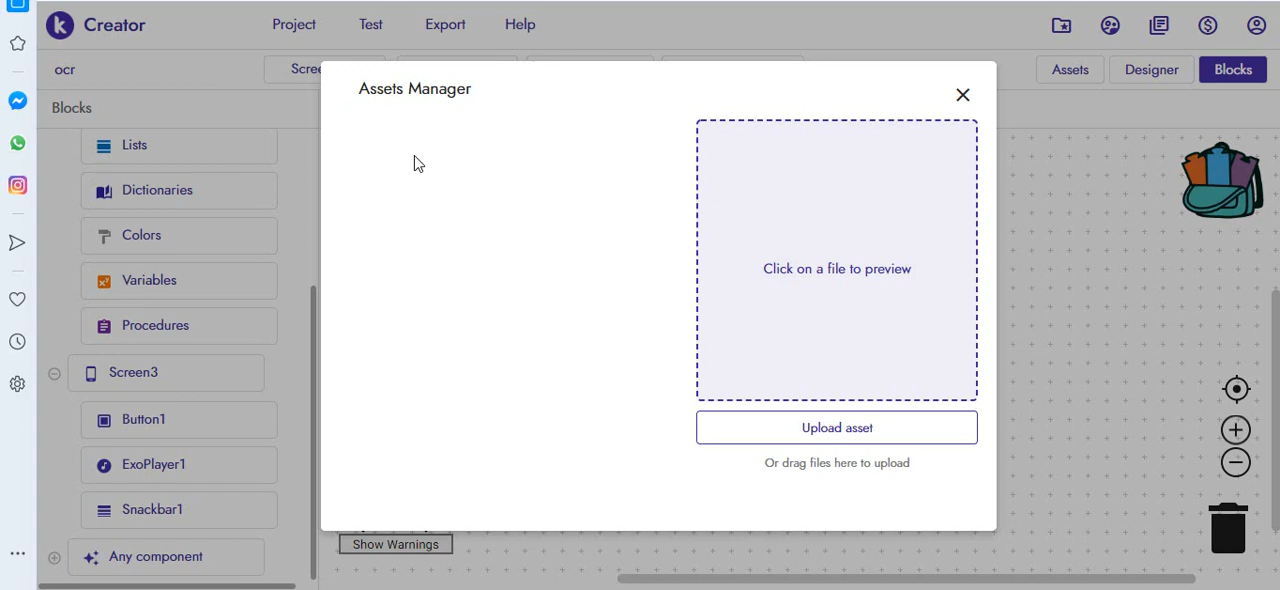 Creator
Project
Test
Export
Help
ocr
Scree
Assets
Designer
Blocks
Assets Manager
Blocks
Lists
Dictionaries
Colors
Variables
Procedures
Screen3
Button1
ExoPlayer1
Snackbar1
Any component
Click on a file to preview
Upload asset
Or drag files here to upload
Show Warnings